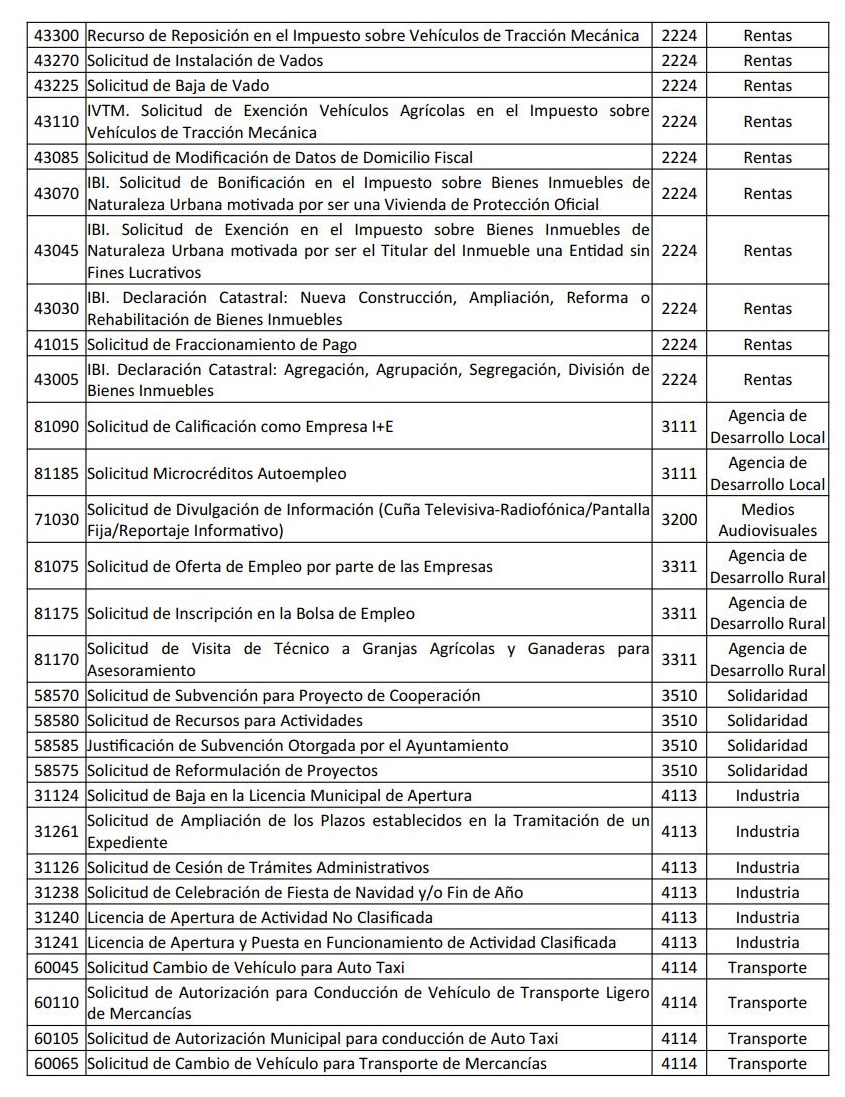 43300 Recurso de Reposición en el Impuesto sobre Vehículos de Tracción Mecánica 2224 Rentas
43270 Solicitud de Instalación de Vados 2224 Rentas
43225 Solicitud de Baja de Vado 2224 Rentas
43110 IVTM. Solicitud de Exención Vehículos Agrícolas en el Impuesto sobre
Vehículos de Tracción Mecánica 2224 Rentas
43085 Solicitud de Modificación de Datos de Domicilio Fiscal 2224 Rentas
43070 IBI. Solicitud de Bonificación en el Impuesto sobre Bienes Inmuebles de
Naturaleza Urbana motivada por ser una Vivienda de Protección Oficial 2224 Rentas
43045 IBI. Solicitud de Exención en el Impuesto sobre Bienes Inmuebles de
Naturaleza Urbana motivada por ser el Titular del Inmueble una Entidad sin
Fines Lucrativos 2224 Rentas
43030 IBI. Declaración Catastral: Nueva Construcción, Ampliación, Reforma o
Rehabilitación de Bienes Inmuebles 2224 Rentas
41015 Solicitud de Fraccionamiento de Pago 2224 Rentas
43005 IBI. Declaración Catastral: Agregación, Agrupación, Segregación, División de
Bienes Inmuebles 2224 Rentas
81090 Solicitud de Calificación como Empresa I+E 3111 Agencia de
Desarrollo Local
81185 Solicitud Microcréditos Autoempleo 3111 Agencia de
Desarrollo Local
71030 Solicitud de Divulgación de Información (Cuña Televisiva-Radiofónica/Pantalla
Fija/Reportaje Informativo) 3200 Medios
Audiovisuales
81075 Solicitud de Oferta de Empleo por parte de las Empresas 3311 Agencia de
Desarrollo Rural
81175 Solicitud de Inscripción en la Bolsa de Empleo 3311 Agencia de
Desarrollo Rural
81170 Solicitud de Visita de Técnico a Granjas Agrícolas y Ganaderas para
Asesoramiento 3311 Agencia de
Desarrollo Rural
58570 Solicitud de Subvención para Proyecto de Cooperación 3510 Solidaridad
58580 Solicitud de Recursos para Actividades 3510 Solidaridad
58585 Justificación de Subvención Otorgada por el Ayuntamiento 3510 Solidaridad
58575 Solicitud de Reformulación de Proyectos 3510 Solidaridad
31124 Solicitud de Baja en la Licencia Municipal de Apertura 4113 Industria
31261 Solicitud de Ampliación de los Plazos establecidos en la Tramitación de un
Expediente 4113 Industria
31126 Solicitud de Cesión de Trámites Administrativos 4113 Industria
31238 Solicitud de Celebración de Fiesta de Navidad y/o Fin de Año 4113 Industria
31240 Licencia de Apertura de Actividad No Clasificada 4113 Industria
31241 Licencia de Apertura y Puesta en Funcionamiento de Actividad Clasificada 4113 Industria
60045 Solicitud Cambio de Vehículo para Auto Taxi 4114 Transporte
60110 Solicitud de Autorización para Conducción de Vehículo de Transporte Ligero
de Mercancías 4114 Transporte
60105 Solicitud de Autorización Municipal para conducción de Auto Taxi 4114 Transporte
60065 Solicitud de Cambio de Vehículo para Transporte de Mercancías 4114 Transporte